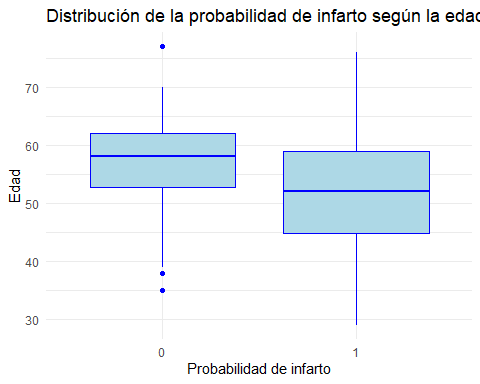 Distribución de la probabilidad de infarto según la edad
Edad
70
60
50
40
30
0
1
Probabilidad de infarto